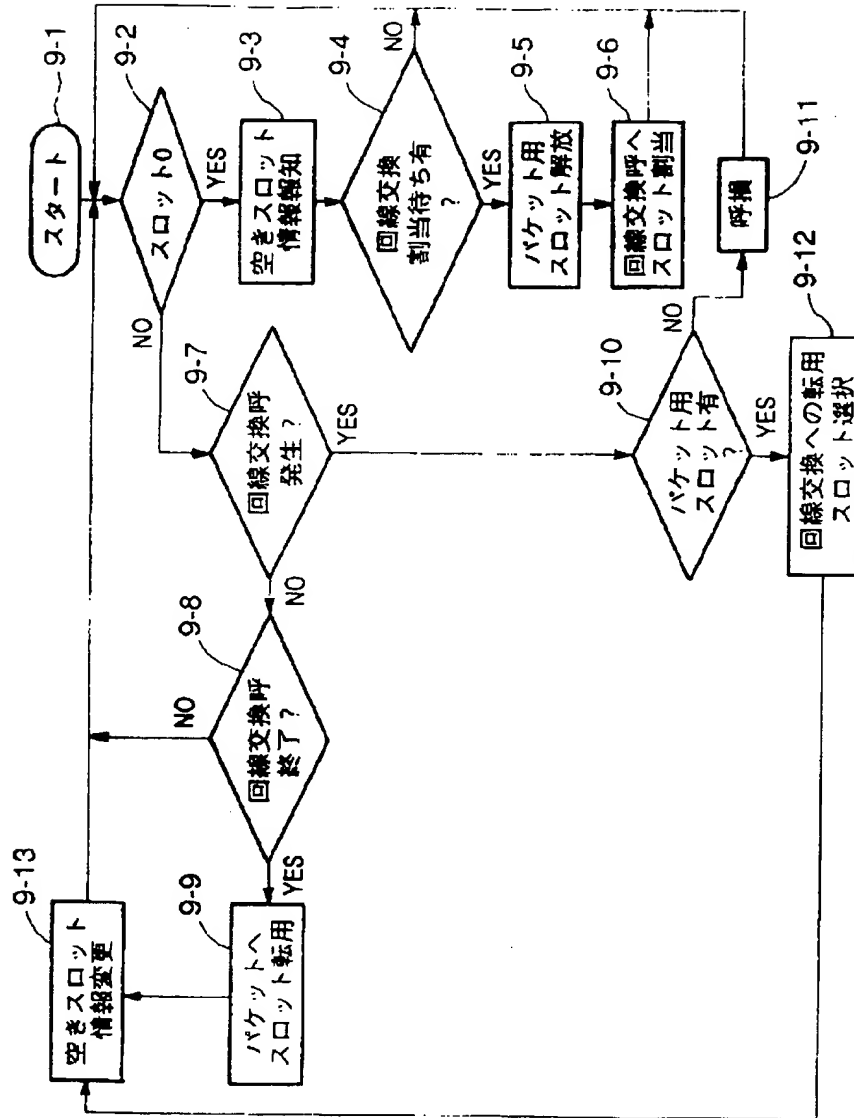 9-1
スタート
9-2
スロット0
YES
NO
9-3
空きスロット
情報報知
9-4
回線交換
割当待ち有
?
NO
YES
9-5
パケット用
スロット解放
9-6
回線交換呼へ
スロット割当
9-7
回線交換呼
発生?
YES
NO
9-8
回線交換呼
終了?
NO
YES
9-9
パケットへ
スロット転用
9-10
パケット用
スロット有
?
NO
YES
9-11
呼損
9-12
回線交換への転用
スロット選択
9-13
空きスロット
情報変更